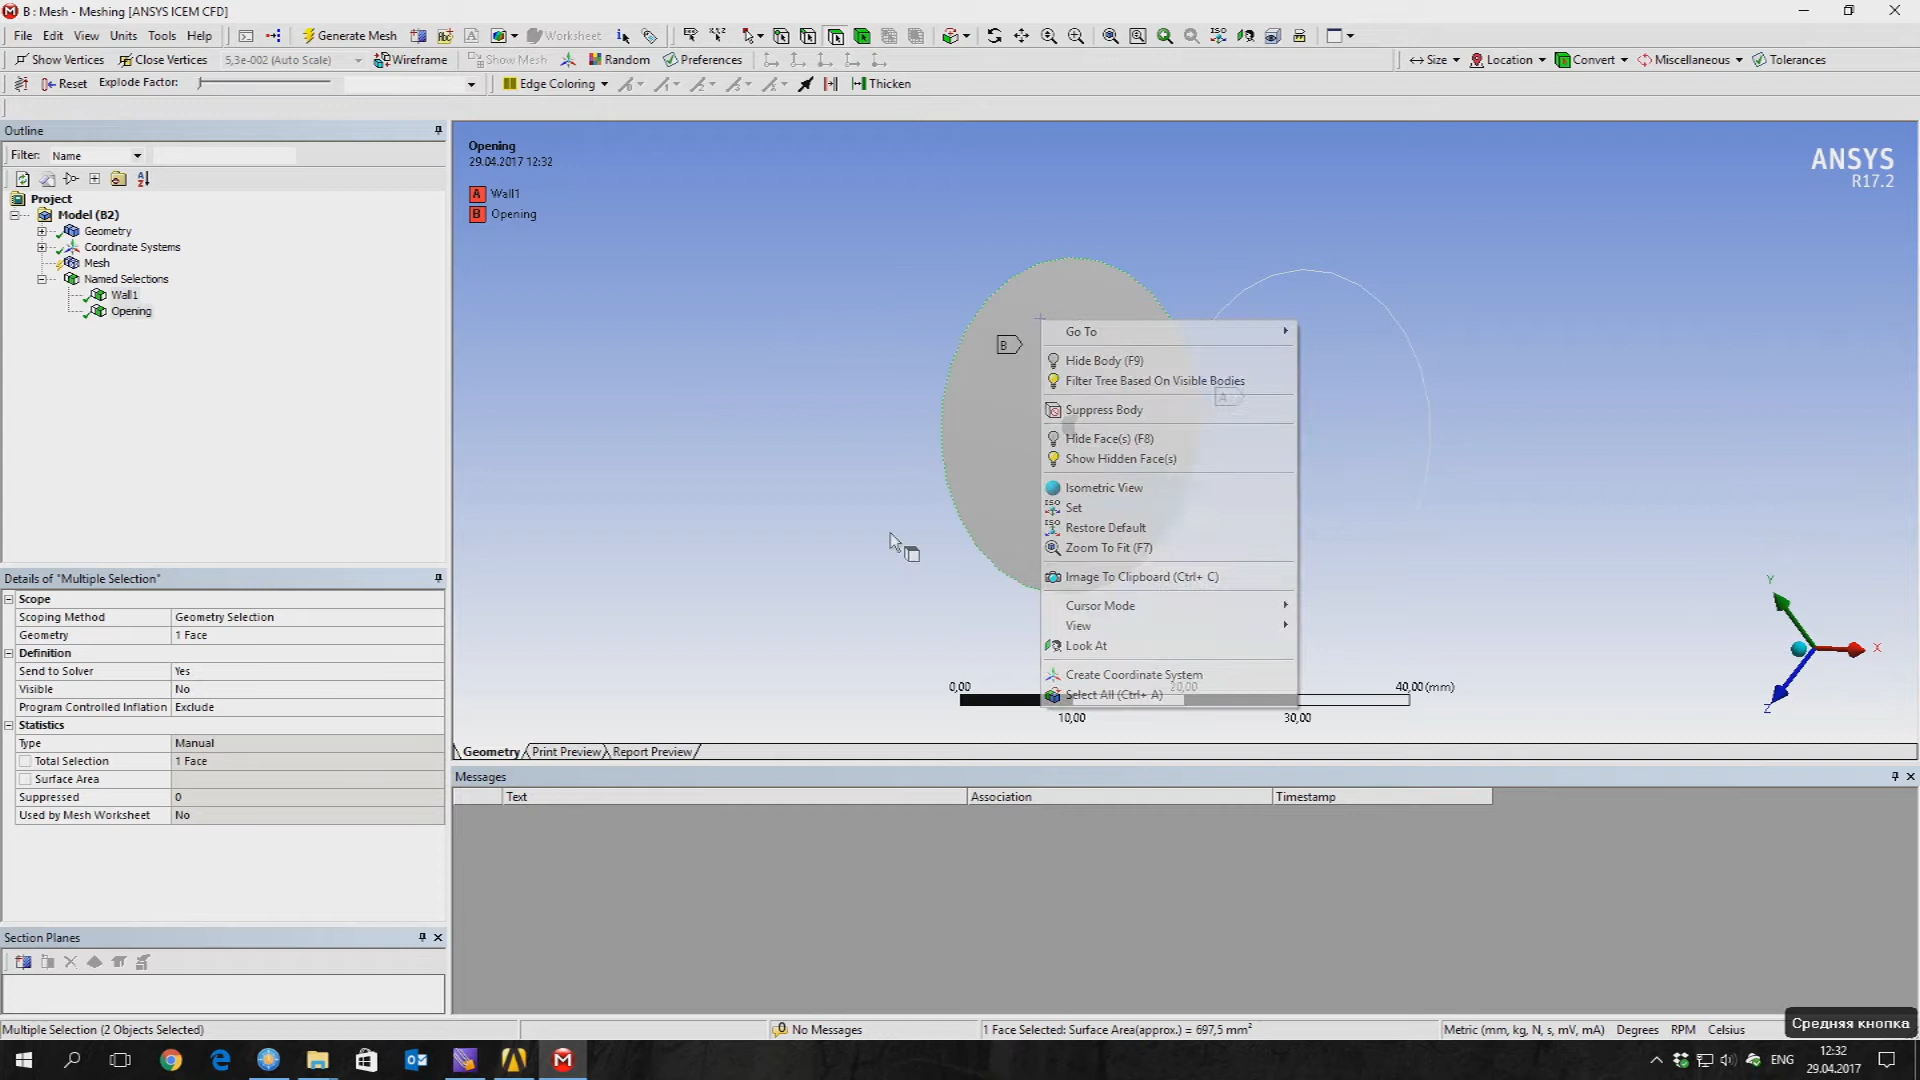 B : Mesh - Meshing [ANSYS ICEM CFD]
File Edit View Units Tools Help Generate Mesh Worksheet
Show Vertices Close Vertices 5,3e-002 (Auto Scale) Wireframe Show Mesh Random Preferences Size Location Convert Miscellaneous Tolerances
Reset Explode Factor: Edge Coloring Thicken
Outline
Filter: Name
Project
Model (B2)
Geometry
Coordinate Systems
Mesh
Named Selections
Wall1
Opening
Details of "Multiple Selection"
Scope
Scoping Method Geometry Selection
Geometry 1 Face
Definition
Send to Solver Yes
Visible No
Program Controlled Inflation Exclude
Statistics
Type Manual
Total Selection 1 Face
Surface Area
Suppressed 0
Used by Mesh Worksheet No
Section Planes
Opening
29.04.2017 12:32
A Wall1
B Opening
ANSYS
R17.2
B
A
Go To
Hide Body (F9)
Filter Tree Based On Visible Bodies
Suppress Body
Hide Face(s) (F8)
Show Hidden Face(s)
Isometric View
ISO Set
ISO Restore Default
Zoom To Fit (F7)
Image To Clipboard (Ctrl+ C)
Cursor Mode
View
Look At
Create Coordinate System
Select All (Ctrl+ A)
0,00 20,00 40,00 (mm)
10,00 30,00
Y
X
Z
Geometry Print Preview Report Preview
Messages
Text Association Timestamp
Multiple Selection (2 Objects Selected) No Messages 1 Face Selected: Surface Area(approx.) = 697,5 mm² Metric (mm, kg, N, s, mV, mA) Degrees RPM Celsius
Средняя кнопка
ENG 12:32
29.04.2017